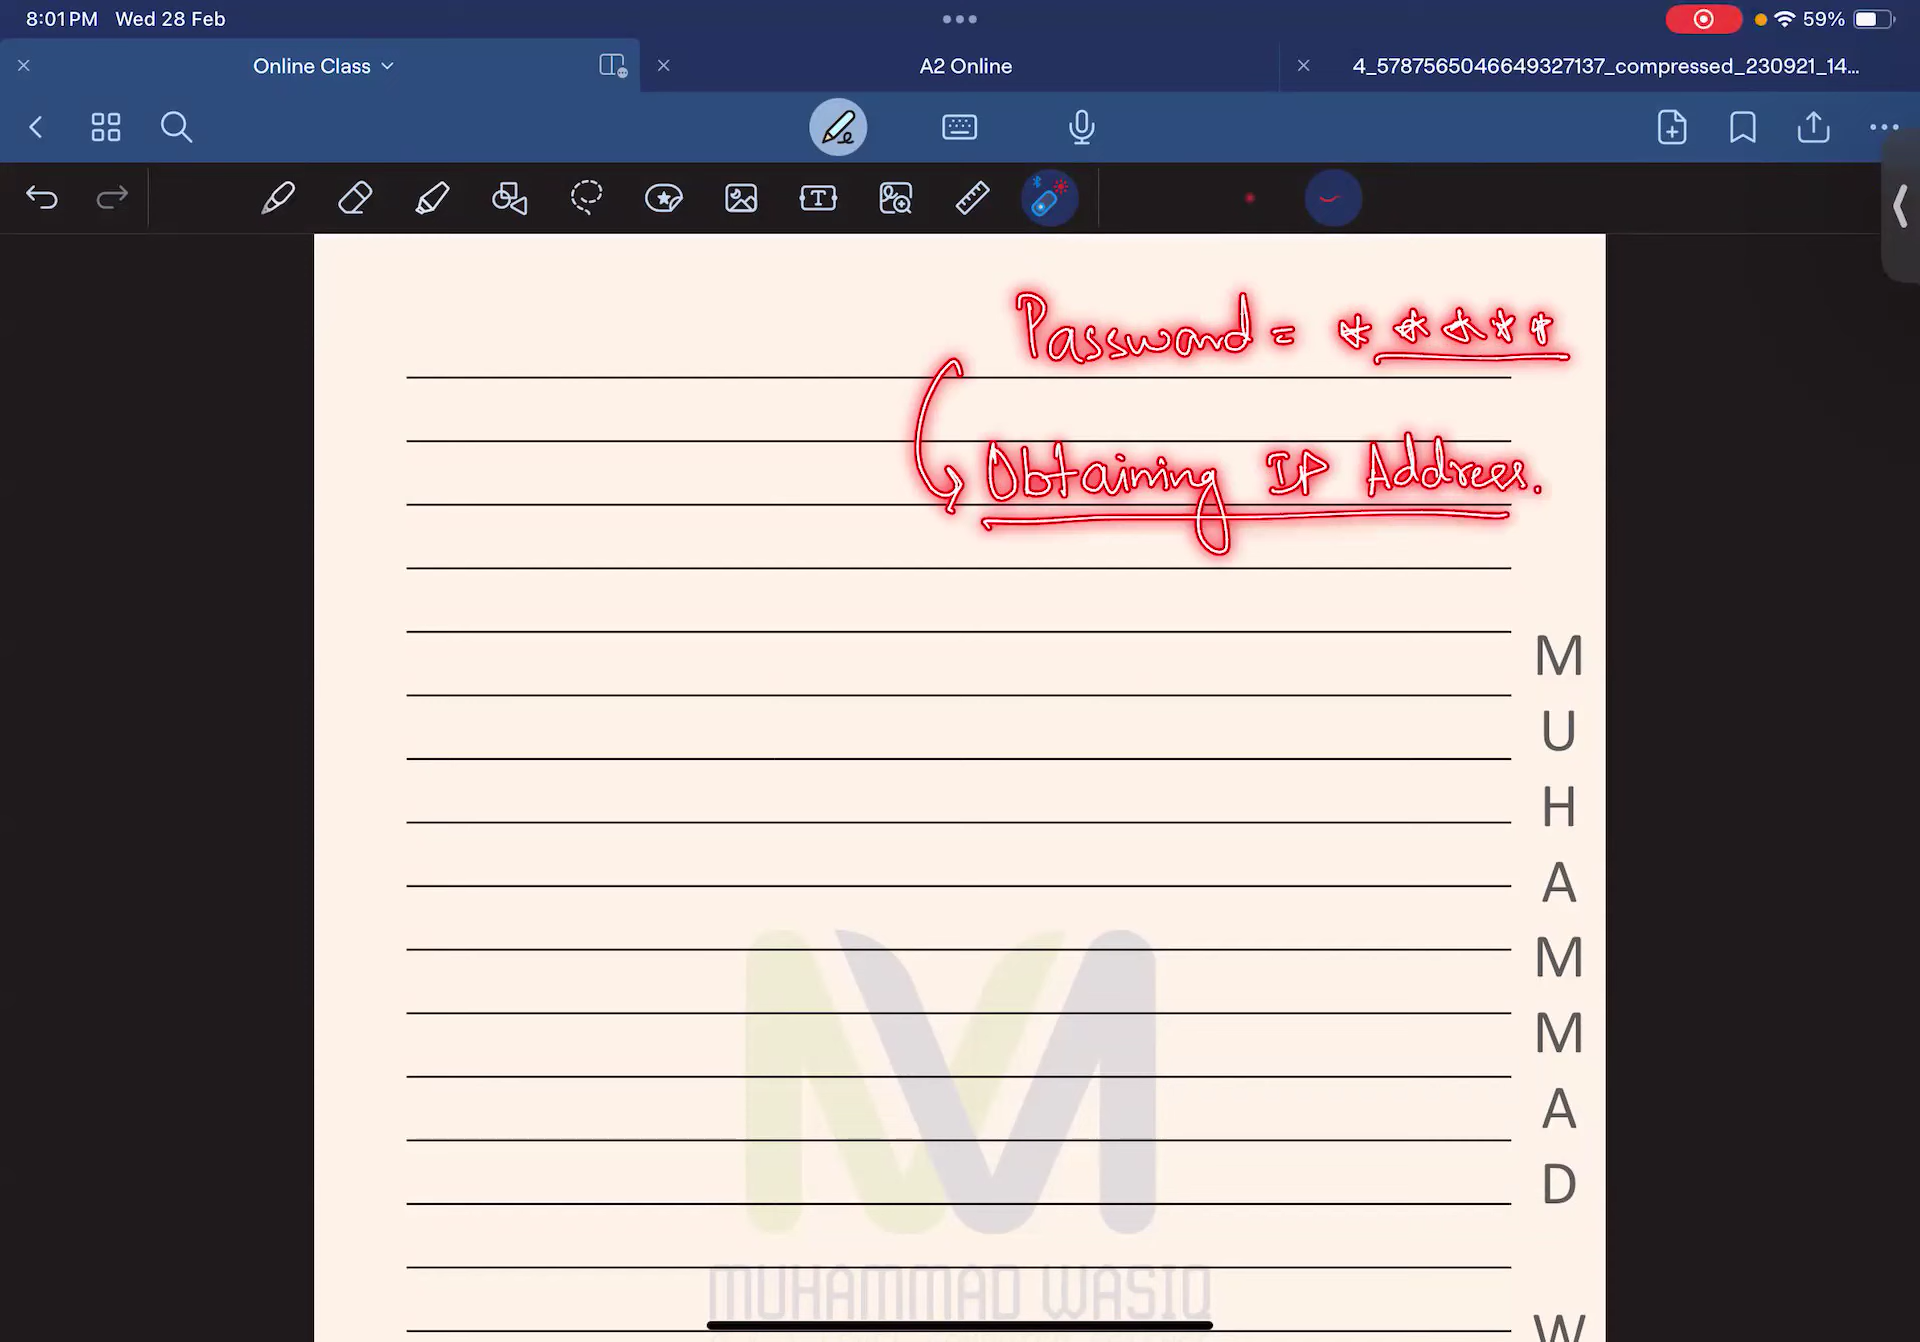 8:01 PM Wed 28 Feb
59%
Online Class
A2 Online
4_5787565046649327137_compressed_230921_14...
Password = *****
Obtaining IP Address.
M
U
H
A
M
M
A
D
W
MUHAMMAD WASIQ